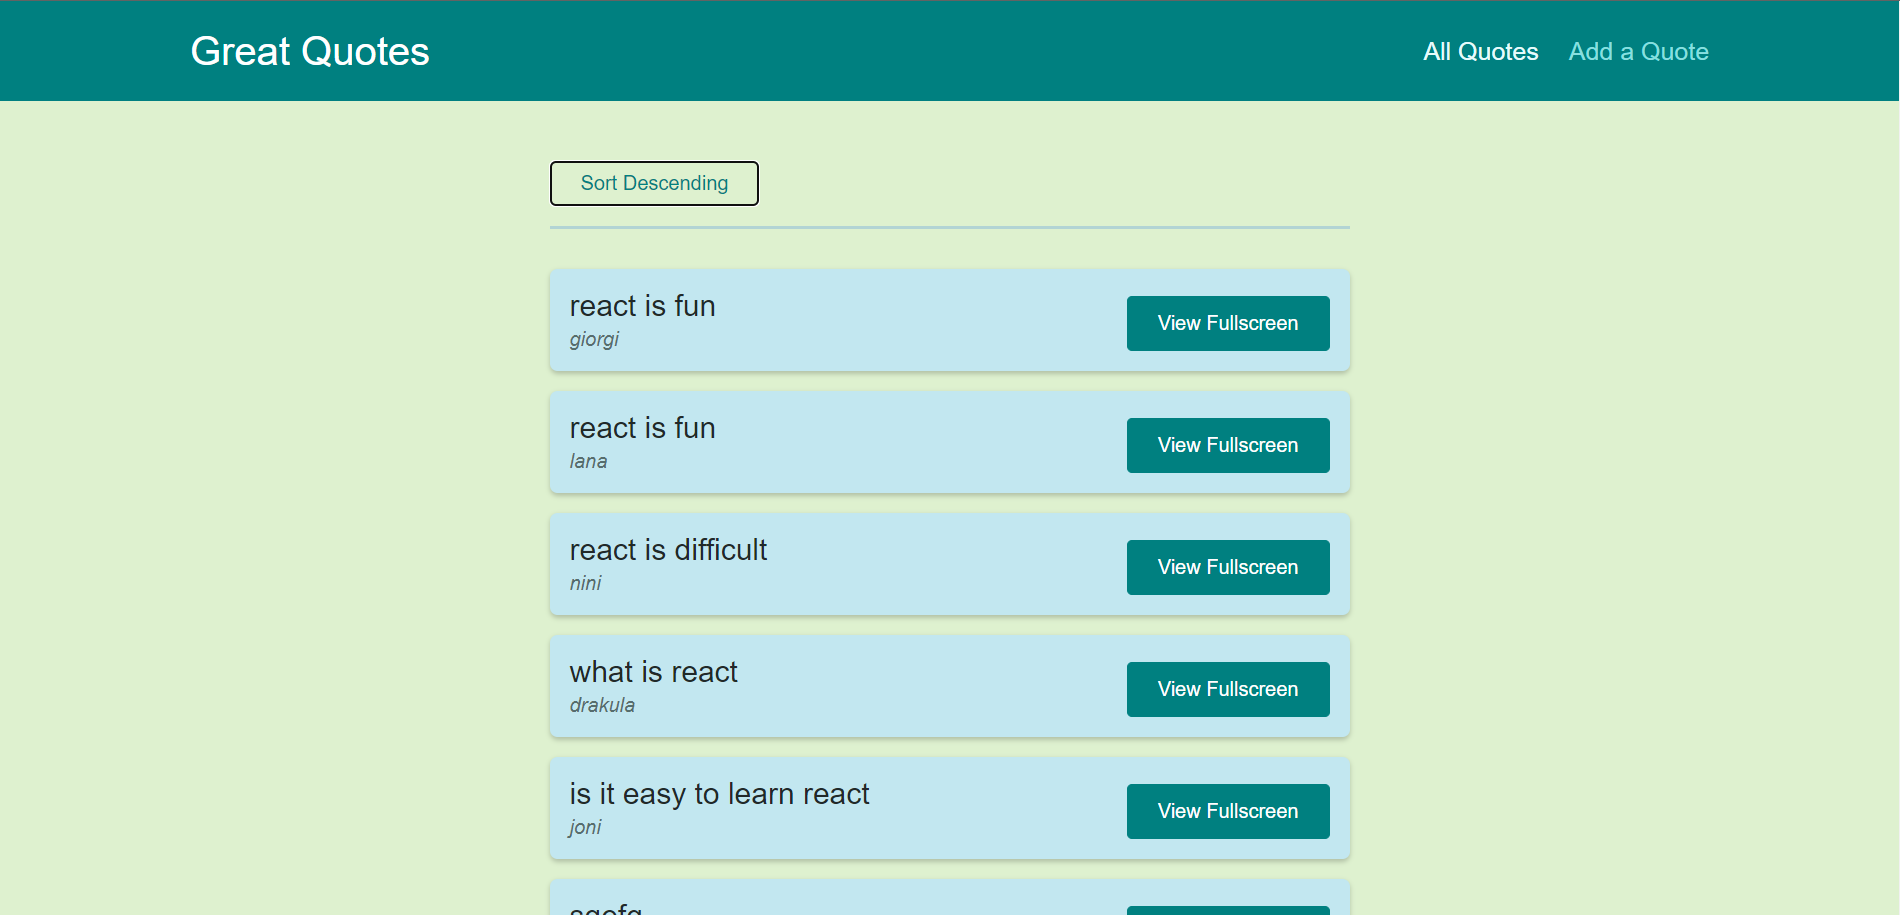 Great Quotes
All Quotes
Add a Quote
Sort Descending
react is fun
giorgi
View Fullscreen
react is fun
lana
View Fullscreen
react is difficult
nini
View Fullscreen
what is react
drakula
View Fullscreen
is it easy to learn react
joni
View Fullscreen